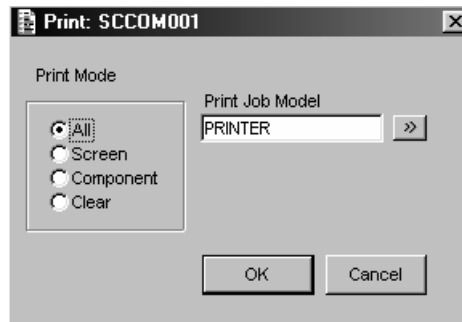 Print: SCCOM001
Print Mode
All
Screen
Component
Clear
Print Job Model
PRINTER
>>
OK
Cancel